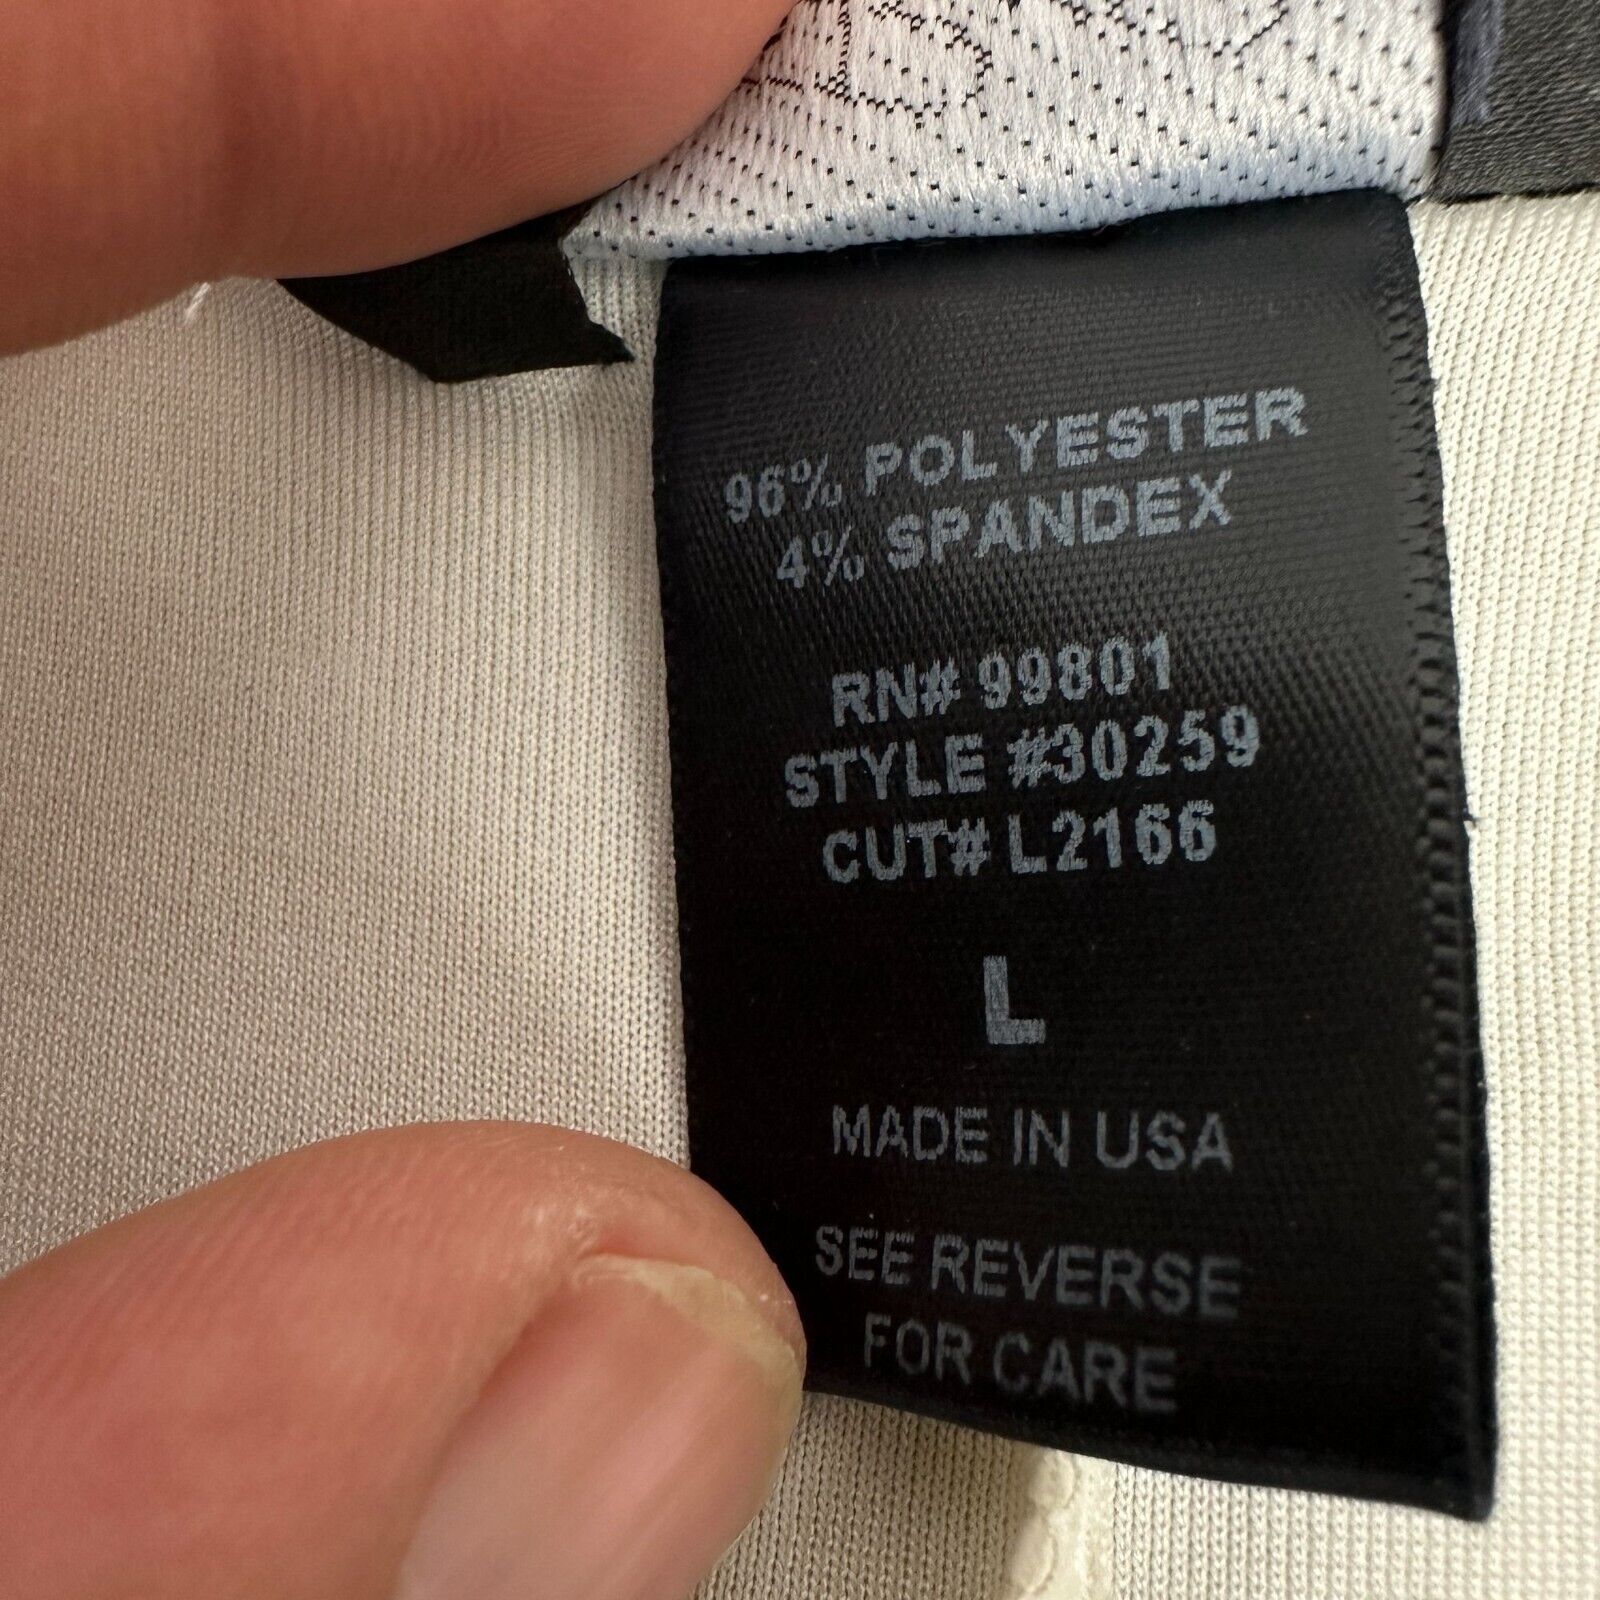 96% POLYESTER
4% SPANDEX
RN# 99801
STYLE #30259
CUT# L2166
L
MADE IN USA
SEE REVERSE
FOR CARE